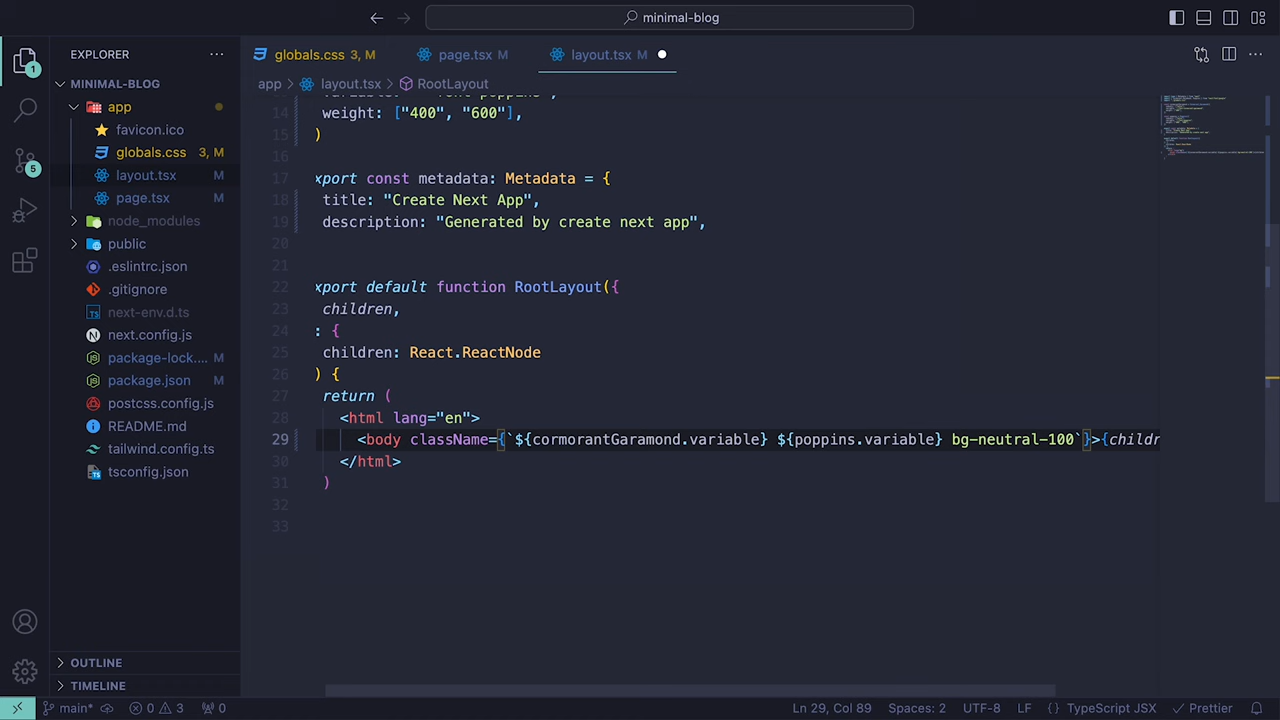 minimal-blog
EXPLORER
MINIMAL-BLOG
app
favicon.ico
globals.css 3, M
layout.tsx M
page.tsx M
node_modules
public
.eslintrc.json
.gitignore
next-env.d.ts
next.config.js
package-lock.... M
package.json M
postcss.config.js
README.md
tailwind.config.ts
tsconfig.json
OUTLINE
TIMELINE
1
5
globals.css 3, M
page.tsx M
layout.tsx M
app > layout.tsx > RootLayout
14 weight: ["400", "600"],
15 )
16
17 xport const metadata: Metadata = {
18 title: "Create Next App",
19 description: "Generated by create next app",
20
21
22 xport default function RootLayout({
23 children,
24 : {
25 children: React.ReactNode
26 ) {
27 return (
28 <html lang="en">
29 <body className={`${cormorantGaramond.variable} ${poppins.variable} bg-neutral-100`}>{childr
30 </html>
31 )
32
33
main* 0 3 0 Ln 29, Col 89 Spaces: 2 UTF-8 LF {} TypeScript JSX Prettier